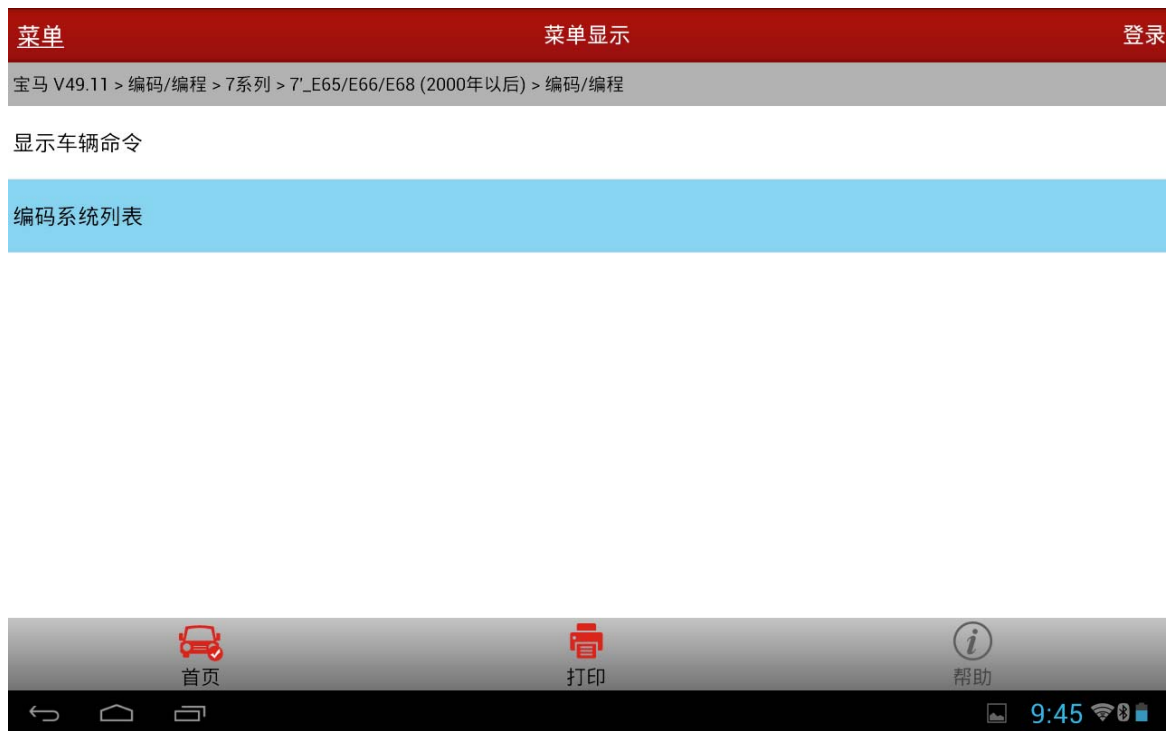 菜单 菜单显示 登录
宝马 V49.11 > 编码/编程 > 7系列 > 7'_E65/E66/E68 (2000年以后) > 编码/编程
显示车辆命令
编码系统列表
首页 打印 帮助
9:45